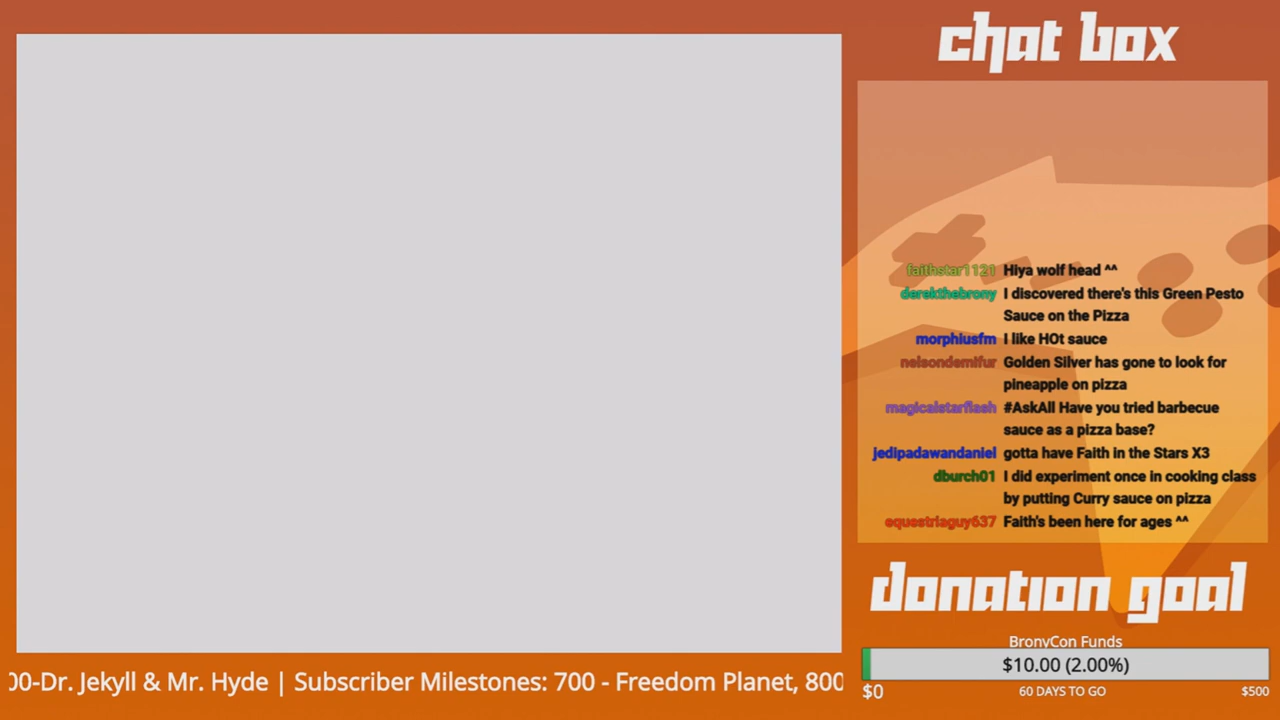 chat box
faithstar1121 Hiya wolf head ^^
derekthebrony I discovered there's this Green Pesto
Sauce on the Pizza
morphiusfm I like HOt sauce
nelsondemifur Golden Silver has gone to look for
pineapple on pizza
magicalstarflash #AskAll Have you tried barbecue
sauce as a pizza base?
jedipadawandaniel gotta have Faith in the Stars X3
dburch01 I did experiment once in cooking class
by putting Curry sauce on pizza
equestriaguy637 Faith's been here for ages ^^
donation goal
BronyCon Funds
$10.00 (2.00%)
$0 60 DAYS TO GO $500
00-Dr. Jekyll & Mr. Hyde | Subscriber Milestones: 700 - Freedom Planet, 800